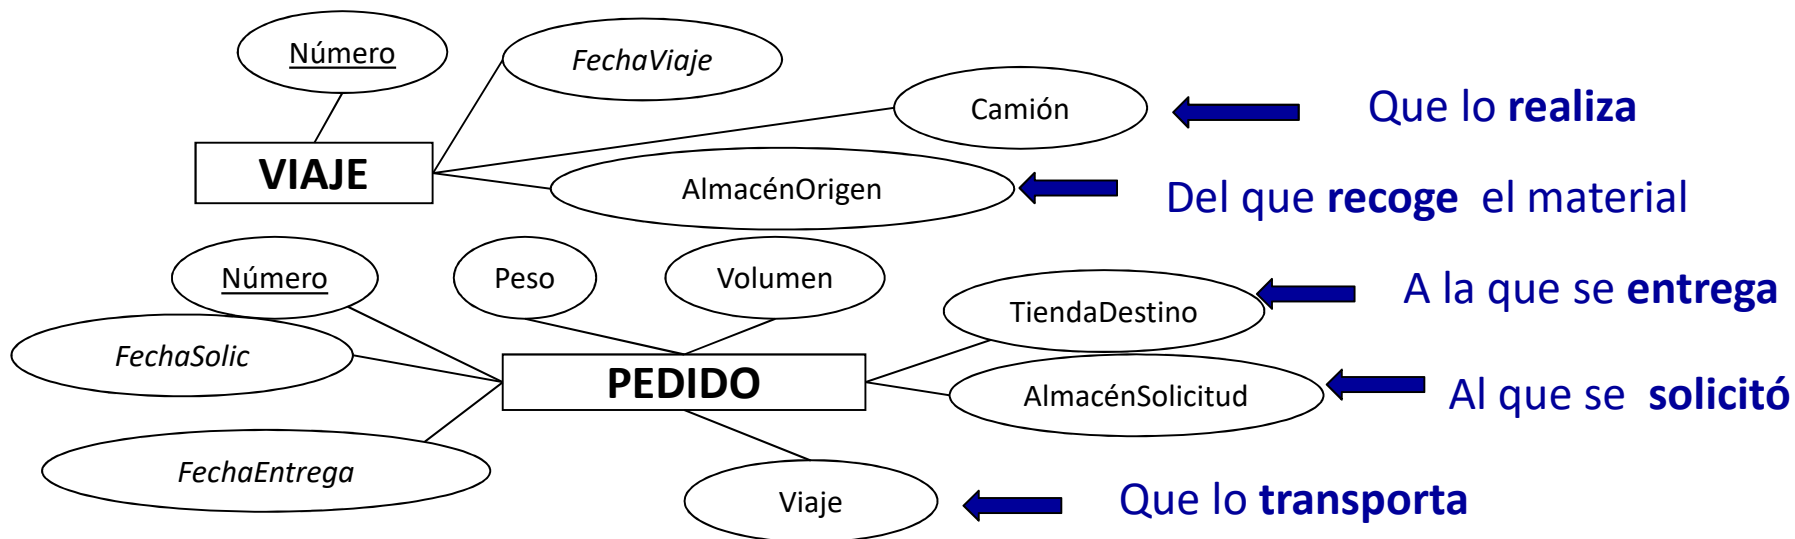 Número
FechaViaje
Camión
Que lo realiza
VIAJE
AlmacénOrigen
Del que recoge el material
Número
Peso
Volumen
A la que se entrega
TiendaDestino
FechaSolic
PEDIDO
AlmacénSolicitud
Al que se solicitó
FechaEntrega
Viaje
Que lo transporta